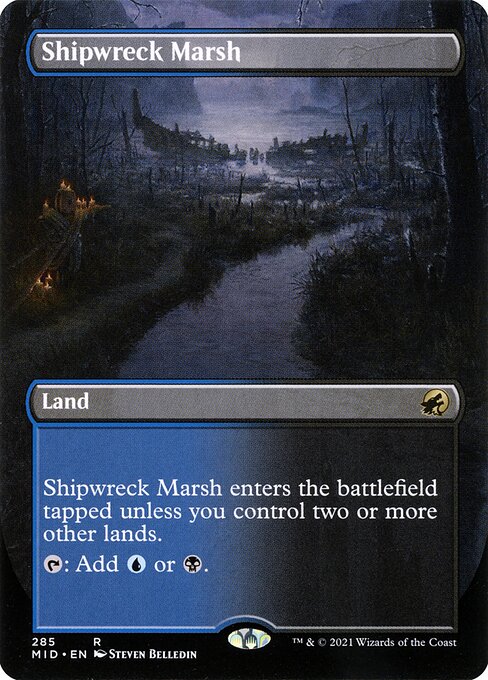 Shipwreck Marsh
Land
Shipwreck Marsh enters the battlefield
tapped unless you control two or more
other lands.
: Add or .
285 R
MID • EN Steven Belledin
™ & © 2021 Wizards of the Coast